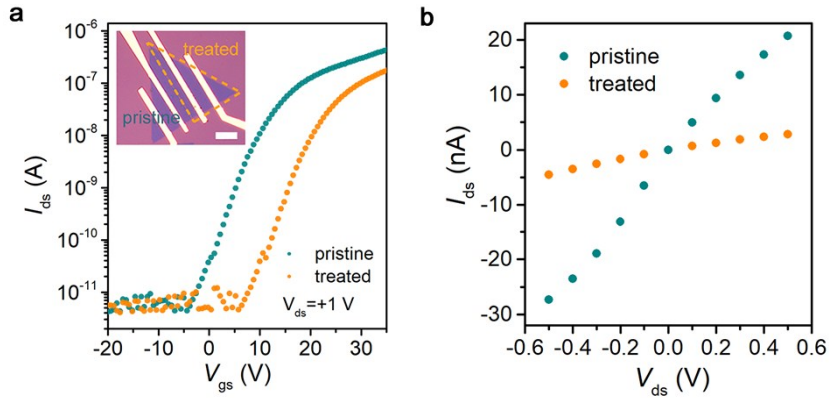 a
10⁻⁶
10⁻⁷
10⁻⁸
10⁻⁹
10⁻¹⁰
10⁻¹¹
I_ds (A)
treated
pristine
pristine
treated
V_ds=+1 V
-20 -10 0 10 20 30
V_gs (V)
b
20
10
0
-10
-20
-30
I_ds (nA)
pristine
treated
-0.6 -0.4 -0.2 0.0 0.2 0.4 0.6
V_ds (V)